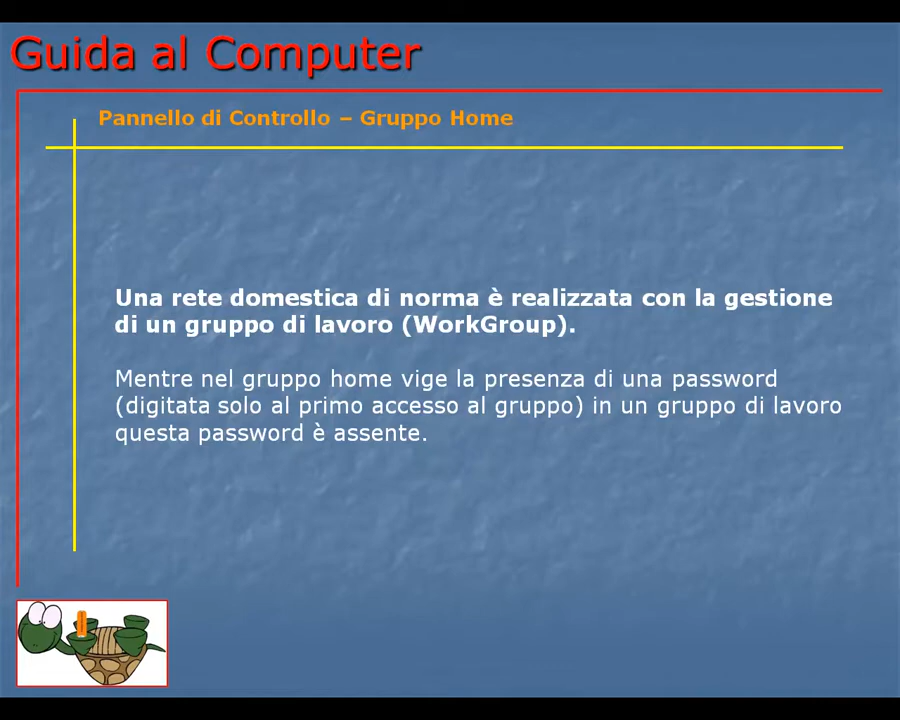 Guida al Computer
Pannello di Controllo – Gruppo Home
Una rete domestica di norma è realizzata con la gestione
di un gruppo di lavoro (WorkGroup).
Mentre nel gruppo home vige la presenza di una password
(digitata solo al primo accesso al gruppo) in un gruppo di lavoro
questa password è assente.